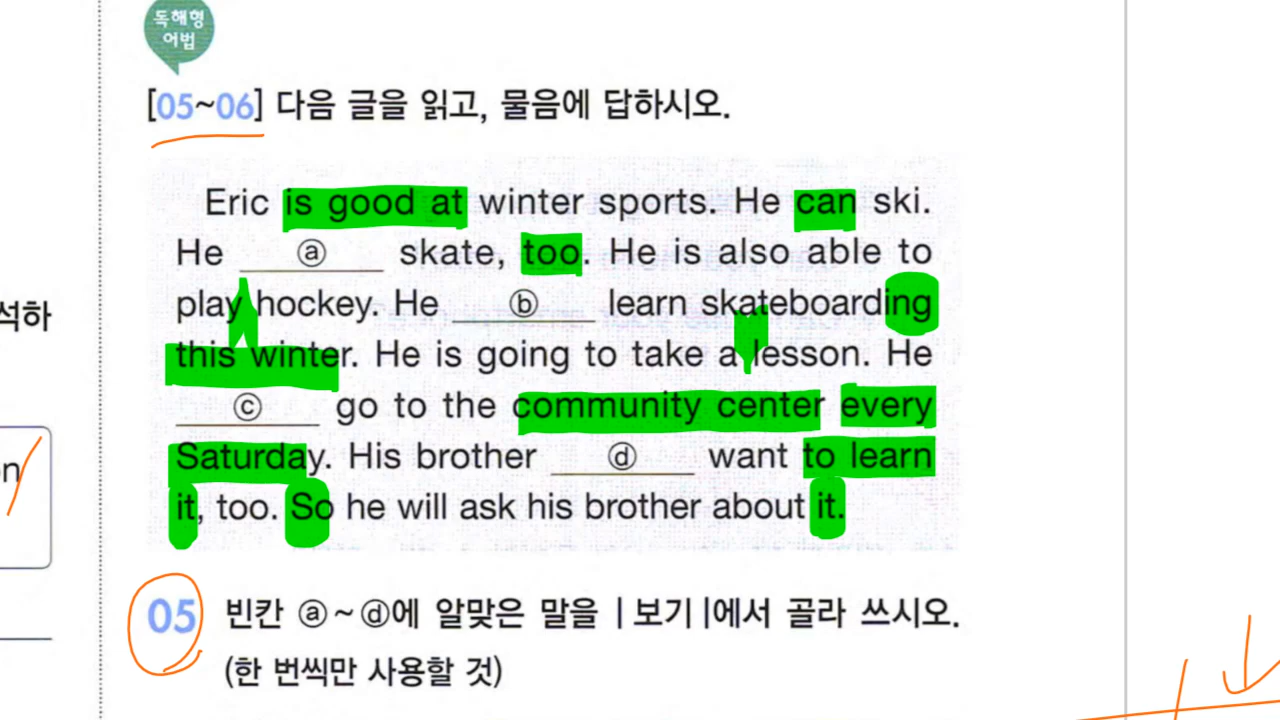 독해형
어법
[05~06] 다음 글을 읽고, 물음에 답하시오.
Eric is good at winter sports. He can ski.
He ⓐ skate, too. He is also able to
play hockey. He ⓑ learn skateboarding
this winter. He is going to take a lesson. He
ⓒ go to the community center every
Saturday. His brother ⓓ want to learn
it, too. So he will ask his brother about it.
석하
n
05 빈칸 ⓐ~ⓓ에 알맞은 말을 |보기|에서 골라 쓰시오.
(한 번씩만 사용할 것)